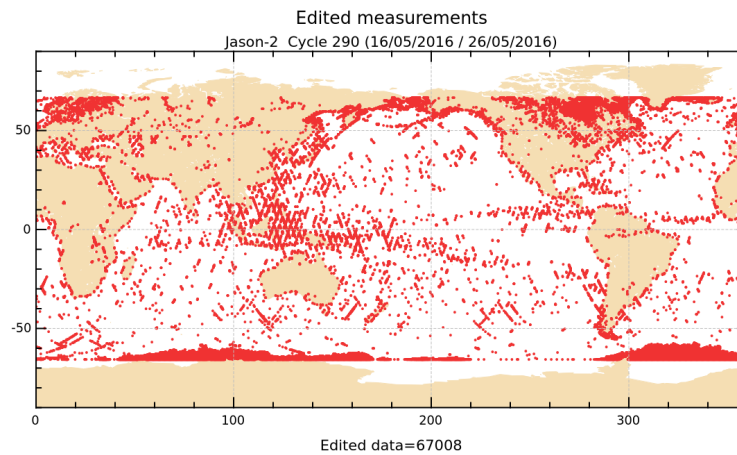 Edited measurements
Jason-2 Cycle 290 (16/05/2016 / 26/05/2016)
50
0
-50
0 100 200 300
Edited data=67008